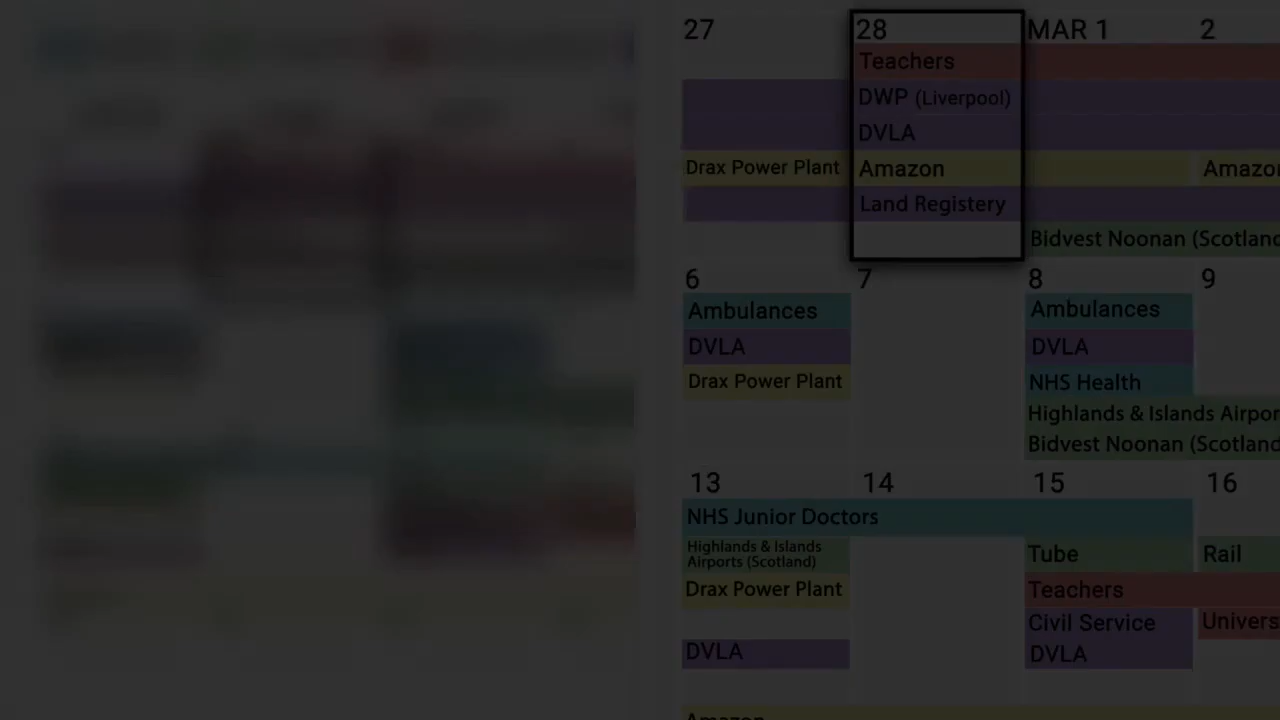 27
28
MAR 1
2
Teachers
DWP (Liverpool)
DVLA
Drax Power Plant
Amazon
Amazo
Land Registery
Bidvest Noonan (Scotland
6
7
8
9
Ambulances
Ambulances
DVLA
DVLA
Drax Power Plant
NHS Health
Highlands & Islands Airpor
Bidvest Noonan (Scotland
13
14
15
16
NHS Junior Doctors
Highlands & Islands
Airports (Scotland)
Tube
Rail
Drax Power Plant
Teachers
Civil Service
Univers
DVLA
DVLA
Amazon